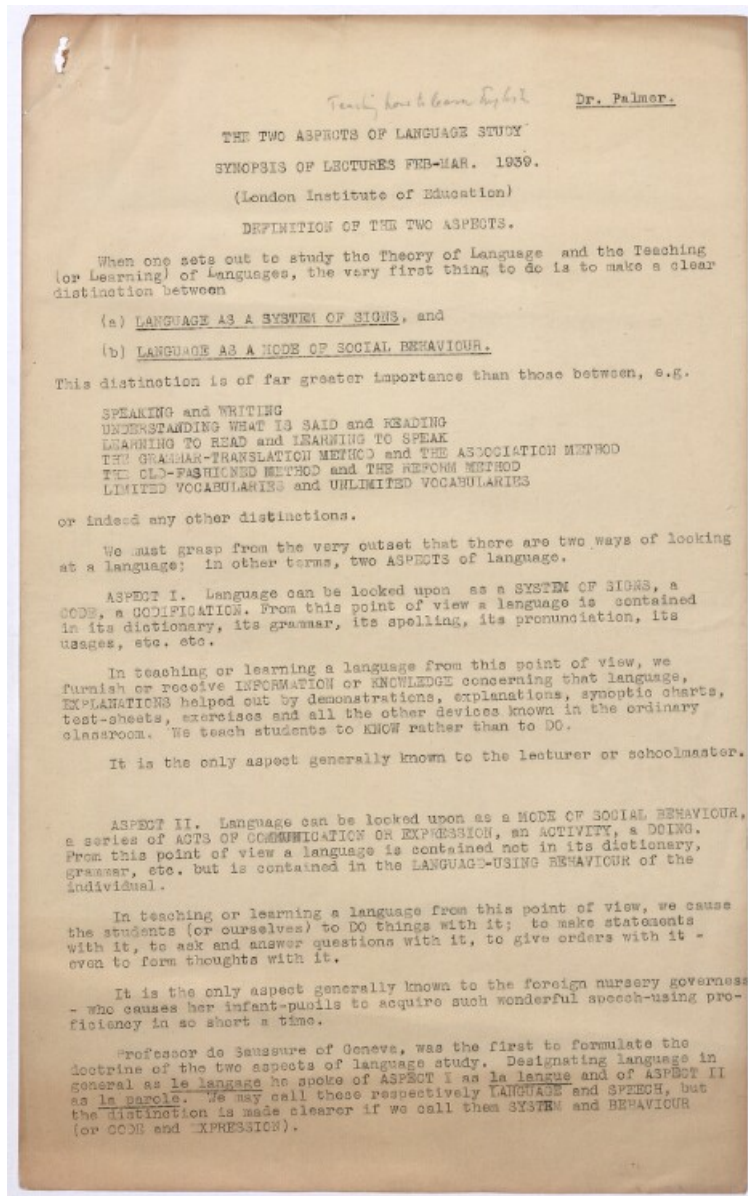 Teaching how to learn English
Dr. Palmer.
THE TWO ASPECTS OF LANGUAGE STUDY
SYNOPSIS OF LECTURES FEB-MAR. 1939.
(London Institute of Education)
DEFINITION OF THE TWO ASPECTS.
When one sets out to study the Theory of Language and the Teaching
(or Learning) of Languages, the very first thing to do is to make a clear
distinction between
(a) LANGUAGE AS A SYSTEM OF SIGNS, and
(b) LANGUAGE AS A MODE OF SOCIAL BEHAVIOUR.
This distinction is of far greater importance than those between, e.g.
SPEAKING and WRITING
UNDERSTANDING WHAT IS SAID and READING
LEARNING TO READ and LEARNING TO SPEAK
THE GRAMMAR-TRANSLATION METHOD and THE ASSOCIATION METHOD
THE OLD-FASHIONED METHOD and THE REFORM METHOD
LIMITED VOCABULARIES and UNLIMITED VOCABULARIES
or indeed any other distinctions.
We must grasp from the very outset that there are two ways of looking
at a language; in other terms, two ASPECTS of language.
ASPECT I. Language can be looked upon as a SYSTEM OF SIGNS, a
CODE, a CODIFICATION. From this point of view a language is contained
in its dictionary, its grammar, its spelling, its pronunciation, its
usages, etc. etc.
In teaching or learning a language from this point of view, we
furnish or receive INFORMATION or KNOWLEDGE concerning that language,
EXPLANATIONS helped out by demonstrations, explanations, synoptic charts,
test-sheets, exercises and all the other devices known in the ordinary
classroom. We teach students to KNOW rather than to DO.
It is the only aspect generally known to the lecturer or schoolmaster.
ASPECT II. Language can be looked upon as a MODE OF SOCIAL BEHAVIOUR,
a series of ACTS OF COMMUNICATION OR EXPRESSION, an ACTIVITY, a DOING.
From this point of view a language is contained not in its dictionary,
grammar, etc. but is contained in the LANGUAGE-USING BEHAVIOUR of the
individual.
In teaching or learning a language from this point of view, we cause
the students (or ourselves) to DO things with it; to make statements
with it, to ask and answer questions with it, to give orders with it -
even to form thoughts with it.
It is the only aspect generally known to the foreign nursery governess
- who causes her infant-pupils to acquire such wonderful speech-using pro-
ficiency in so short a time.
Professor de Saussure of Geneva, was the first to formulate the
doctrine of the two aspects of language study. Designating language in
general as le langage he spoke of ASPECT I as la langue and of ASPECT II
as la parole. We may call these respectively LANGUAGE and SPEECH, but
the distinction is made clearer if we call them SYSTEM and BEHAVIOUR
(or CODE and EXPRESSION).